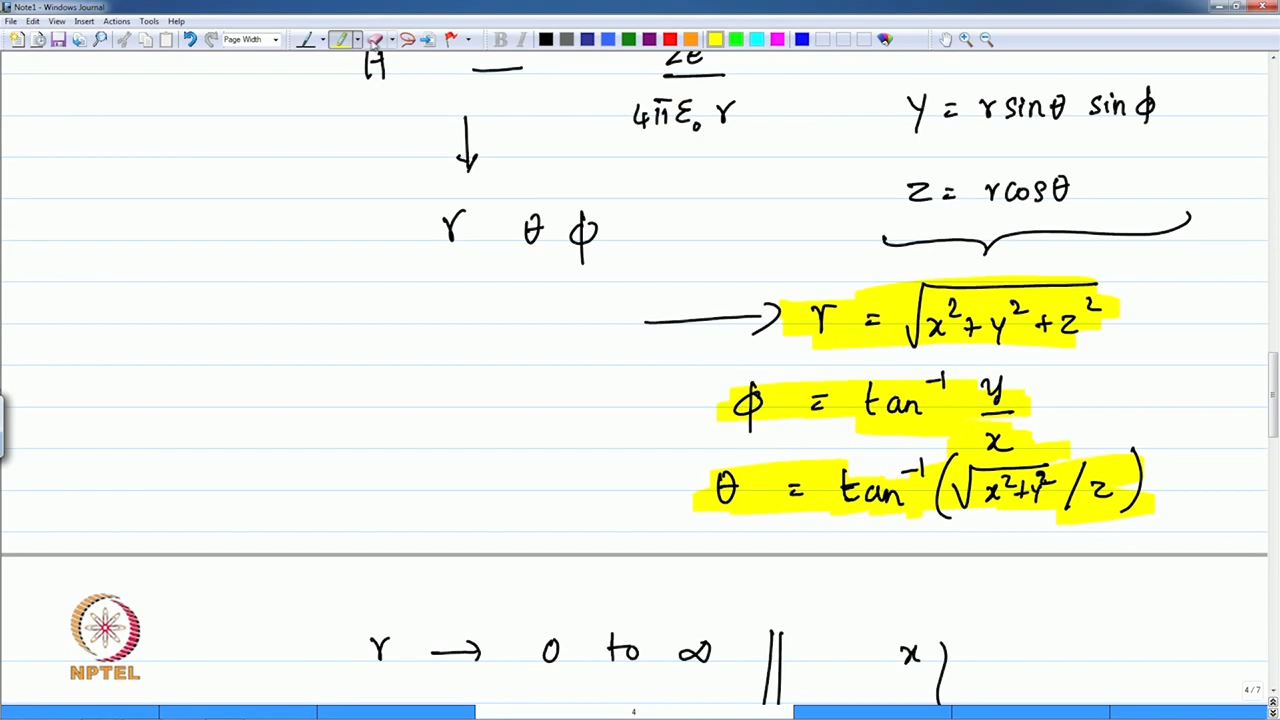 Note1 - Windows Journal
File Edit View Insert Actions Tools Help
Page Width
B I
H — Ze
4πε₀ r
y = r sinθ sin ϕ
z = r cosθ
r θ ϕ
r = √x² + y² + z²
ϕ = tan⁻¹ y
x
θ = tan⁻¹ (√x²+y² / z)
NPTEL
r → 0 to ∞ x
4 / 7
4